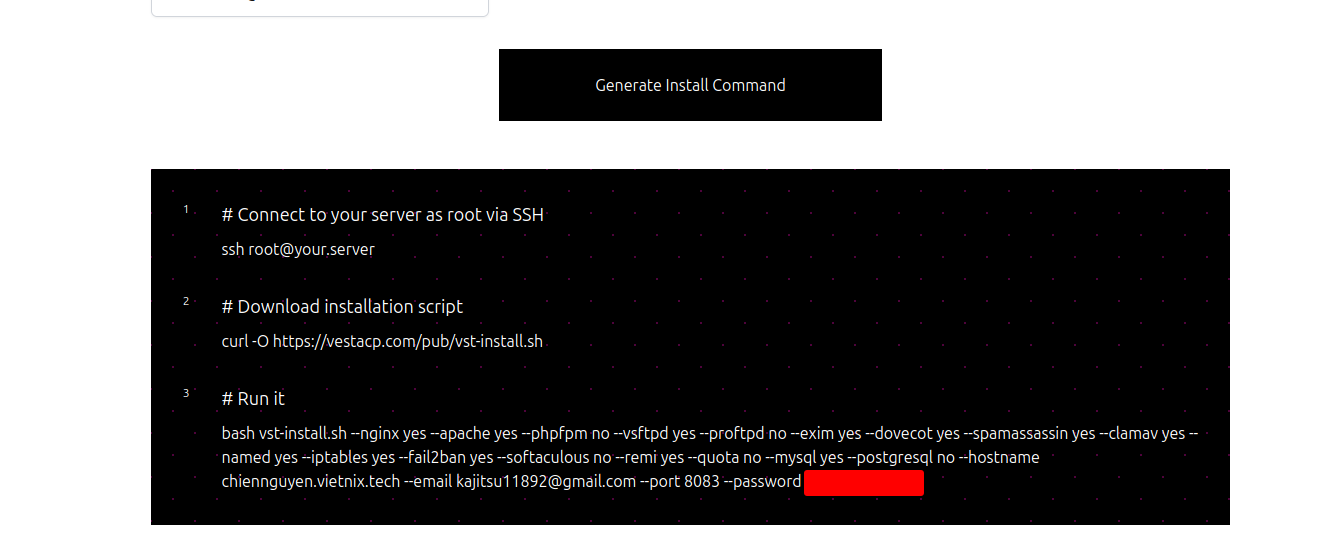 Generate Install Command
1 # Connect to your server as root via SSH
ssh root@your.server
2 # Download installation script
curl -O https://vestacp.com/pub/vst-install.sh
3 # Run it
bash vst-install.sh --nginx yes --apache yes --phpfpm no --vsftpd yes --proftpd no --exim yes --dovecot yes --spamassassin yes --clamav yes --
named yes --iptables yes --fail2ban yes --softaculous no --remi yes --quota no --mysql yes --postgresql no --hostname
chiennguyen.vietnix.tech --email kajitsu11892@gmail.com --port 8083 --password